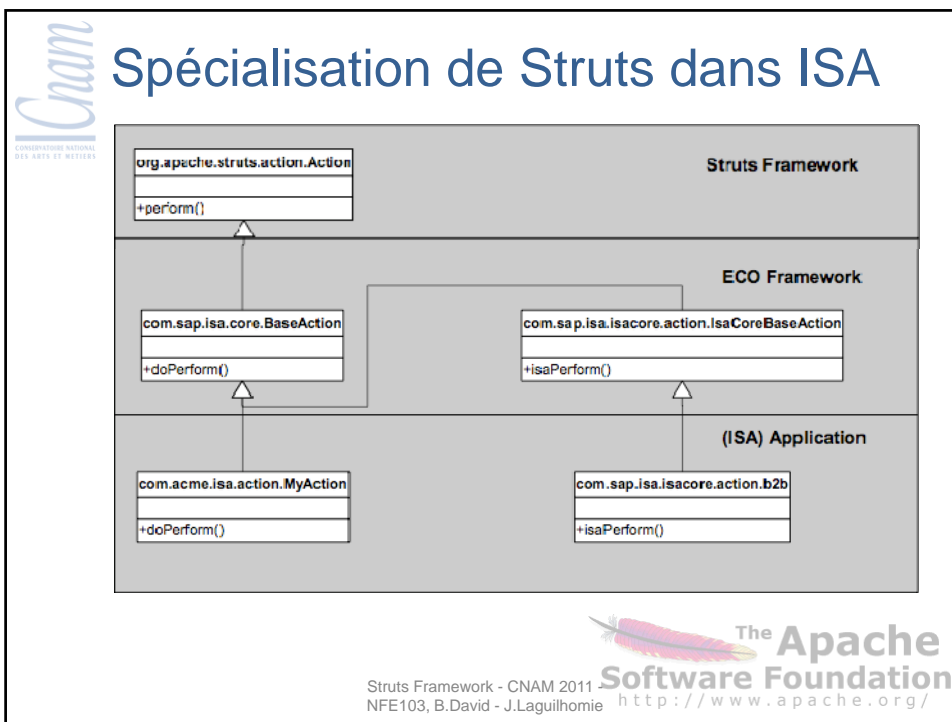 Cnam
CONSERVATOIRE NATIONAL
DES ARTS ET METIERS
Spécialisation de Struts dans ISA
org.apache.struts.action.Action
+perform()
Struts Framework
ECO Framework
com.sap.isa.core.BaseAction
+doPerform()
com.sap.isa.isacore.action.IsaCoreBaseAction
+isaPerform()
(ISA) Application
com.acme.isa.action.MyAction
+doPerform()
com.sap.isa.isacore.action.b2b
+isaPerform()
The Apache
Software Foundation
http://www.apache.org/
Struts Framework - CNAM 2011 -
NFE103, B.David - J.Laguilhomie